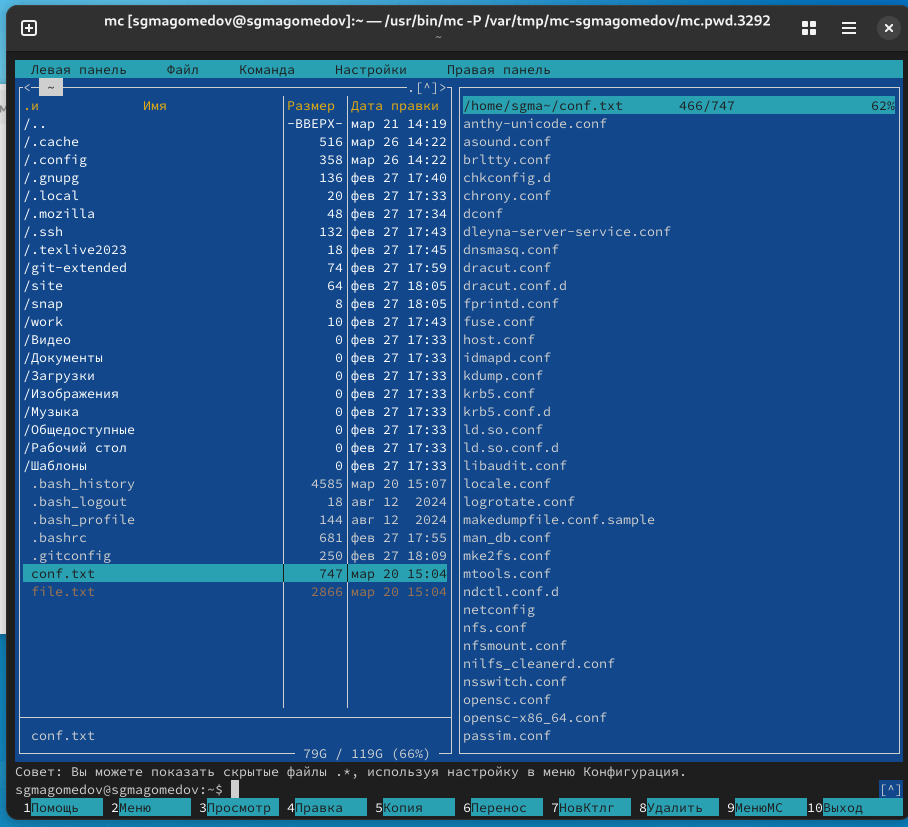 mc [sgmagomedov@sgmagomedov]:~ — /usr/bin/mc -P /var/tmp/mc-sgmagomedov/mc.pwd.3292
~
Левая панель Файл Команда Настройки Правая панель
<─ ~ .[^]>
.и Имя Размер Дата правки
/.. -ВВЕРХ- мар 21 14:19
/.cache 516 мар 26 14:22
/.config 358 мар 26 14:22
/.gnupg 136 фев 27 17:40
/.local 20 фев 27 17:33
/.mozilla 48 фев 27 17:34
/.ssh 132 фев 27 17:43
/.texlive2023 18 фев 27 17:45
/git-extended 74 фев 27 17:59
/site 64 фев 27 18:05
/snap 8 фев 27 18:05
/work 10 фев 27 17:43
/Видео 0 фев 27 17:33
/Документы 0 фев 27 17:33
/Загрузки 0 фев 27 17:33
/Изображения 0 фев 27 17:33
/Музыка 0 фев 27 17:33
/Общедоступные 0 фев 27 17:33
/Рабочий стол 0 фев 27 17:33
/Шаблоны 0 фев 27 17:33
.bash_history 4585 мар 20 15:07
.bash_logout 18 авг 12 2024
.bash_profile 144 авг 12 2024
.bashrc 681 фев 27 17:55
.gitconfig 250 фев 27 18:09
conf.txt 747 мар 20 15:04
file.txt 2866 мар 20 15:04
conf.txt
79G / 119G (66%)
/home/sgma~/conf.txt 466/747 62%
anthy-unicode.conf
asound.conf
brltty.conf
chkconfig.d
chrony.conf
dconf
dleyna-server-service.conf
dnsmasq.conf
dracut.conf
dracut.conf.d
fprintd.conf
fuse.conf
host.conf
idmapd.conf
kdump.conf
krb5.conf
krb5.conf.d
ld.so.conf
ld.so.conf.d
libaudit.conf
locale.conf
logrotate.conf
makedumpfile.conf.sample
man_db.conf
mke2fs.conf
mtools.conf
ndctl.conf.d
netconfig
nfs.conf
nfsmount.conf
nilfs_cleanerd.conf
nsswitch.conf
opensc.conf
opensc-x86_64.conf
passim.conf
Совет: Вы можете показать скрытые файлы .*, используя настройку в меню Конфигурация.
sgmagomedov@sgmagomedov:~$ [^]
1Помощь 2Меню 3Просмотр 4Правка 5Копия 6Перенос 7НовКтлг 8Удалить 9МенюMC 10Выход